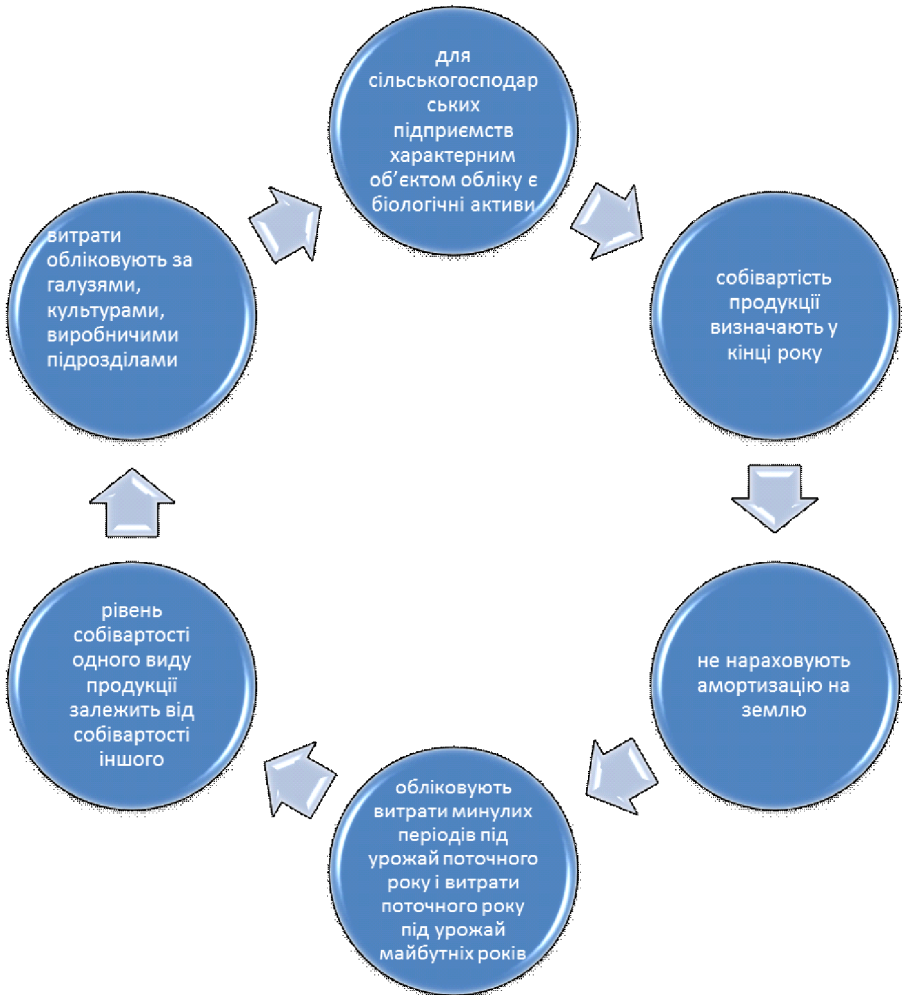 для
сільськогосподар
ських
підприємств
характерним
об’єктом обліку є
біологічні активи
собівартість
продукції
визначають у
кінці року
не нараховують
амортизацію на
землю
обліковують
витрати минулих
періодів під
урожай поточного
року і витрати
поточного року
під урожай
майбутніх років
рівень
собівартості
одного виду
продукції
залежить від
собівартості
іншого
витрати
обліковують за
галузями,
культурами,
виробничими
підрозділами